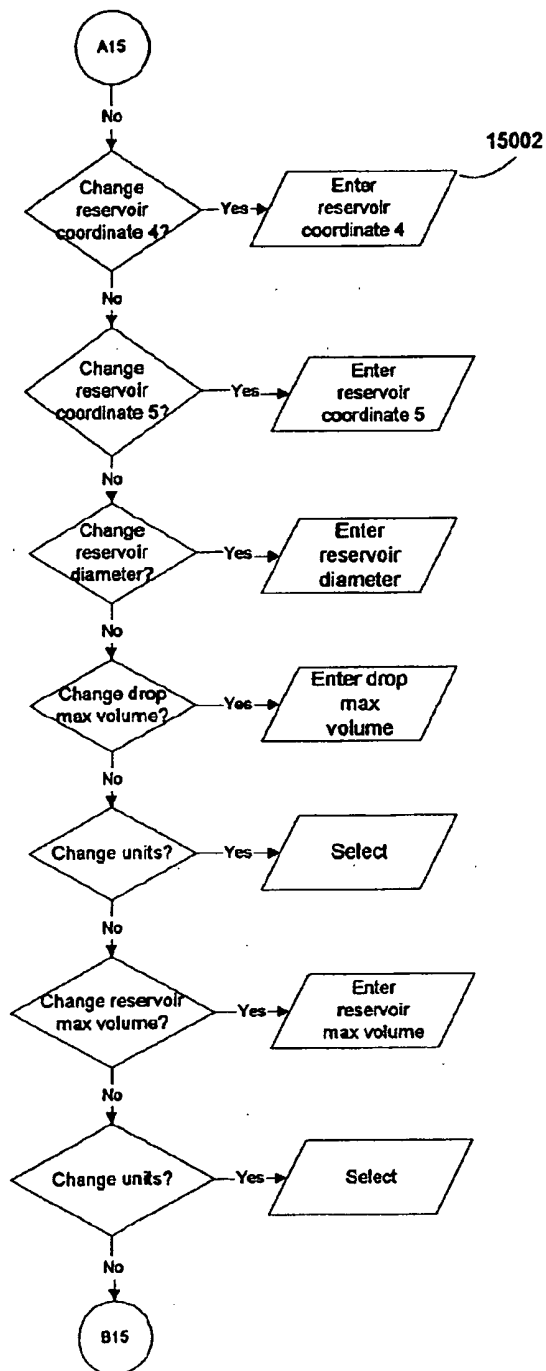 A15
No
15002
Change
reservoir
coordinate 4?
Yes
Enter
reservoir
coordinate 4
No
Change
reservoir
coordinate 5?
Yes
Enter
reservoir
coordinate 5
No
Change
reservoir
diameter?
Yes
Enter
reservoir
diameter
No
Change drop
max volume?
Yes
Enter drop
max
volume
No
Change units?
Yes
Select
No
Change reservoir
max volume?
Yes
Enter
reservoir
max volume
No
Change units?
Yes
Select
No
B15